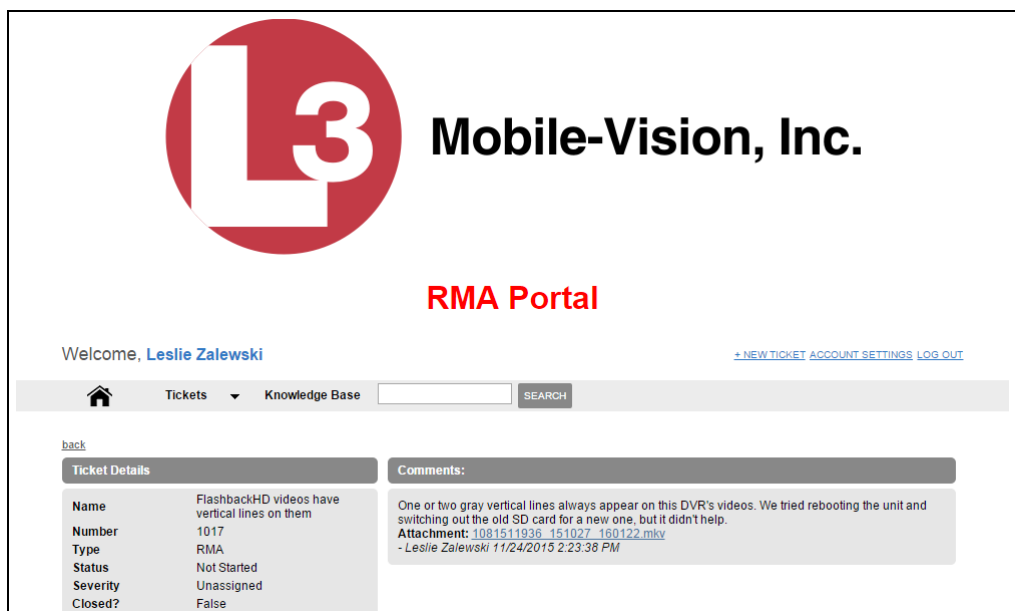 L3
Mobile-Vision, Inc.
RMA Portal
Welcome, Leslie Zalewski
+ NEW TICKET ACCOUNT SETTINGS LOG OUT
Tickets Knowledge Base SEARCH
back
Ticket Details
Name FlashbackHD videos have
vertical lines on them
Number 1017
Type RMA
Status Not Started
Severity Unassigned
Closed? False
Comments:
One or two gray vertical lines always appear on this DVR's videos. We tried rebooting the unit and
switching out the old SD card for a new one, but it didn't help.
Attachment: 1081511936_151027_160122.mkv
- Leslie Zalewski 11/24/2015 2:23:38 PM